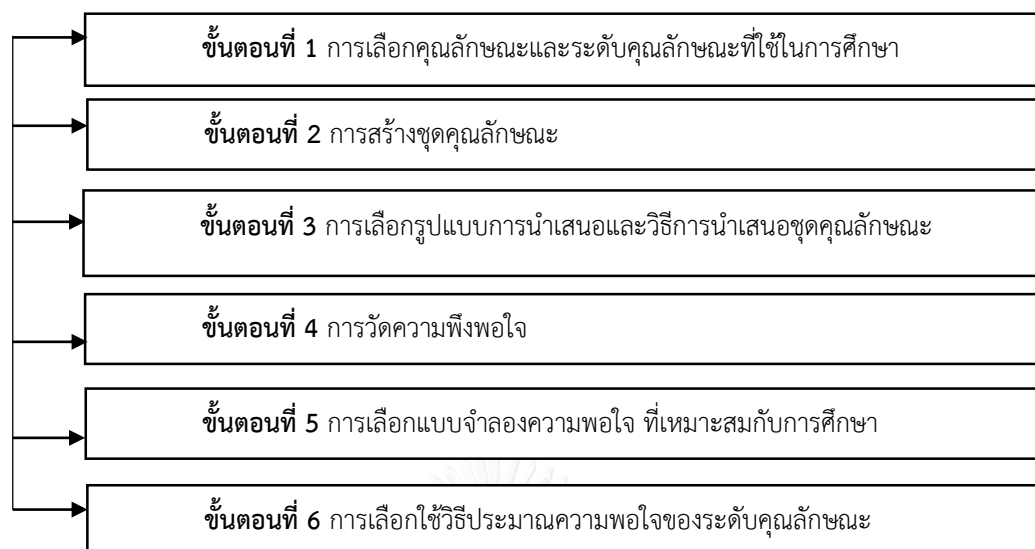 ขั้นตอนที่ 1 การเลือกคุณลักษณะและระดับคุณลักษณะที่ใช้ในการศึกษา
ขั้นตอนที่ 2 การสร้างชุดคุณลักษณะ
ขั้นตอนที่ 3 การเลือกรูปแบบการนำเสนอและวิธีการนำเสนอชุดคุณลักษณะ
ขั้นตอนที่ 4 การวัดความพึงพอใจ
ขั้นตอนที่ 5 การเลือกแบบจำลองความพอใจ ที่เหมาะสมกับการศึกษา
ขั้นตอนที่ 6 การเลือกใช้วิธีประมาณความพอใจของระดับคุณลักษณะ